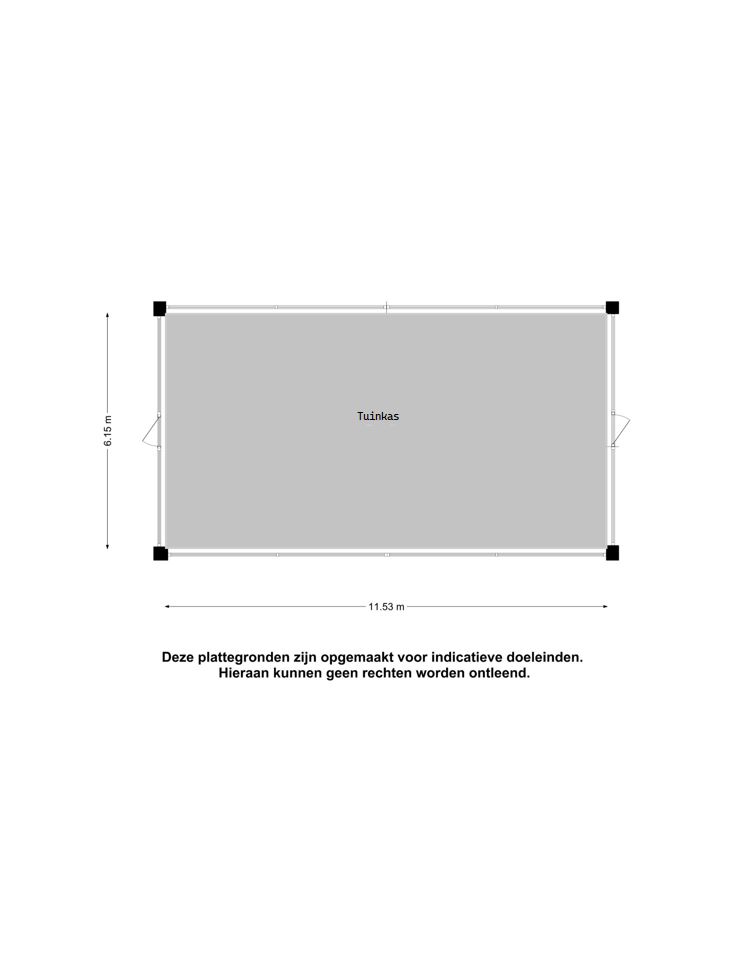 Tuinkas
6.15 m
11.53 m
Deze plattegronden zijn opgemaakt voor indicatieve doeleinden.
Hieraan kunnen geen rechten worden ontleend.